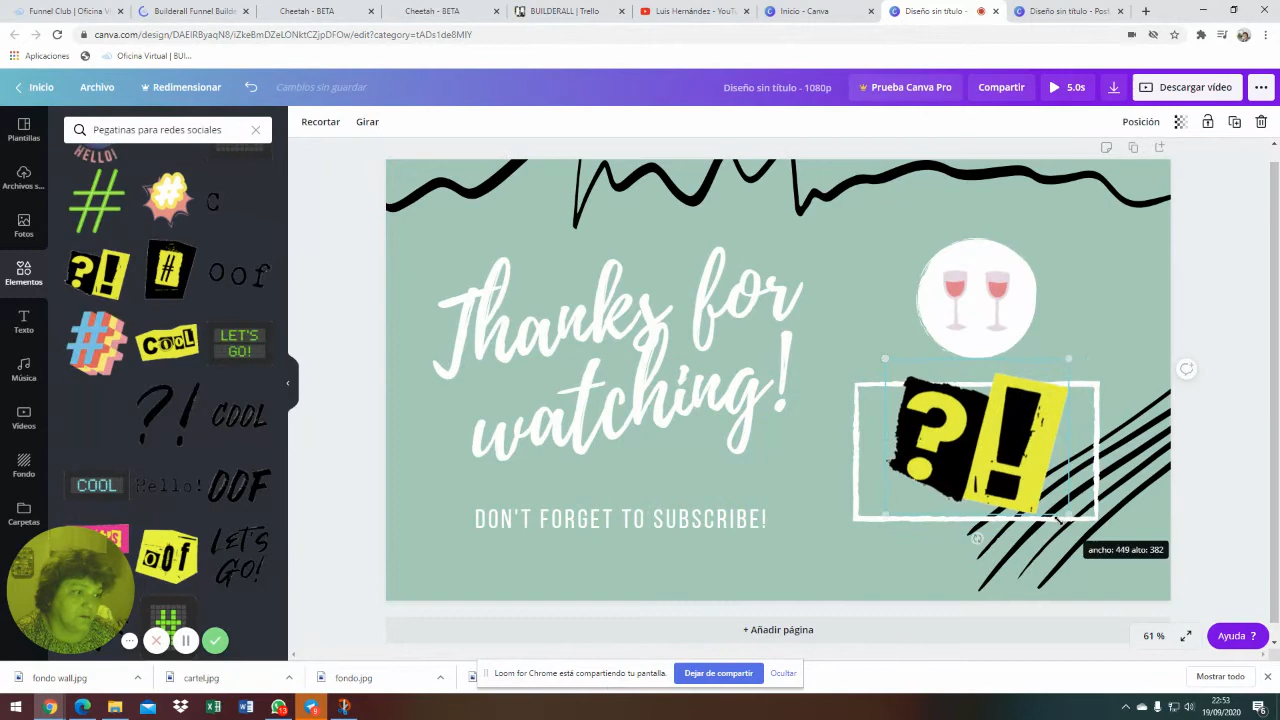 Funnel Club | Oficina V
Builderall Funnel Builde
Cheetah - BETA
Cheetah - BETA
BUILDERALL | Trello
Luis Hernández - YouT
Inicio - Canva
Diseño sin título -
Diseño sin título - Post
canva.com/design/DAEIRByaqN8/iZkeBmDZeLONktCZjpDFOw/edit?category=tADs1de8MIY
Aplicaciones
Oficina Virtual | BUI...
Inicio
Archivo
Redimensionar
Cambios sin guardar
Diseño sin título - 1080p
Prueba Canva Pro
Compartir
5.0s
Descargar vídeo
Plantillas
Pegatinas para redes sociales
Recortar
Girar
Posición
Archivos s...
HELLO!
#
#
C
Fotos
?!
#
Oof
Elementos
Texto
#
COOL
LET'S
GO!
Música
?!
COOL
Vídeos
COOL
Hello!
OOF
Fondo
Carpetas
OOF
LET'S
GO!
Thanks for
watching!
?!
DON'T FORGET TO SUBSCRIBE!
ancho: 449 alto: 382
+ Añadir página
61 %
Ayuda ?
fondo wall.jpg
cartel.jpg
fondo.jpg
Loom for Chrome está compartiendo tu pantalla.
Dejar de compartir
Ocultar
Mostrar todo
13
9
22:53
19/09/2020
6